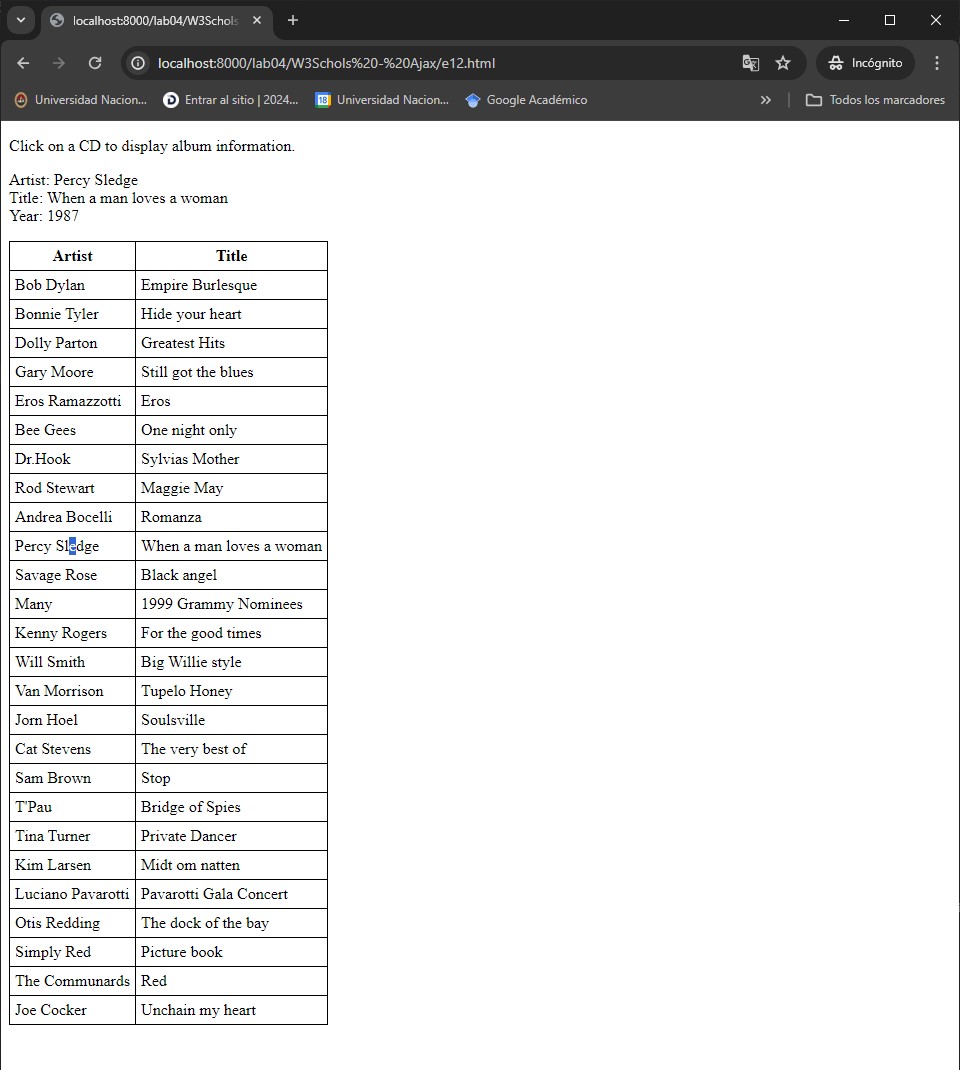 localhost:8000/lab04/W3Schols
localhost:8000/lab04/W3Schols%20-%20Ajax/e12.html
Incógnito
Universidad Nacion...
Entrar al sitio | 2024...
18
Universidad Nacion...
Google Académico
Todos los marcadores
Click on a CD to display album information.
Artist: Percy Sledge
Title: When a man loves a woman
Year: 1987
Artist Title
Bob Dylan Empire Burlesque
Bonnie Tyler Hide your heart
Dolly Parton Greatest Hits
Gary Moore Still got the blues
Eros Ramazzotti Eros
Bee Gees One night only
Dr.Hook Sylvias Mother
Rod Stewart Maggie May
Andrea Bocelli Romanza
Percy Sledge When a man loves a woman
Savage Rose Black angel
Many 1999 Grammy Nominees
Kenny Rogers For the good times
Will Smith Big Willie style
Van Morrison Tupelo Honey
Jorn Hoel Soulsville
Cat Stevens The very best of
Sam Brown Stop
T'Pau Bridge of Spies
Tina Turner Private Dancer
Kim Larsen Midt om natten
Luciano Pavarotti Pavarotti Gala Concert
Otis Redding The dock of the bay
Simply Red Picture book
The Communards Red
Joe Cocker Unchain my heart